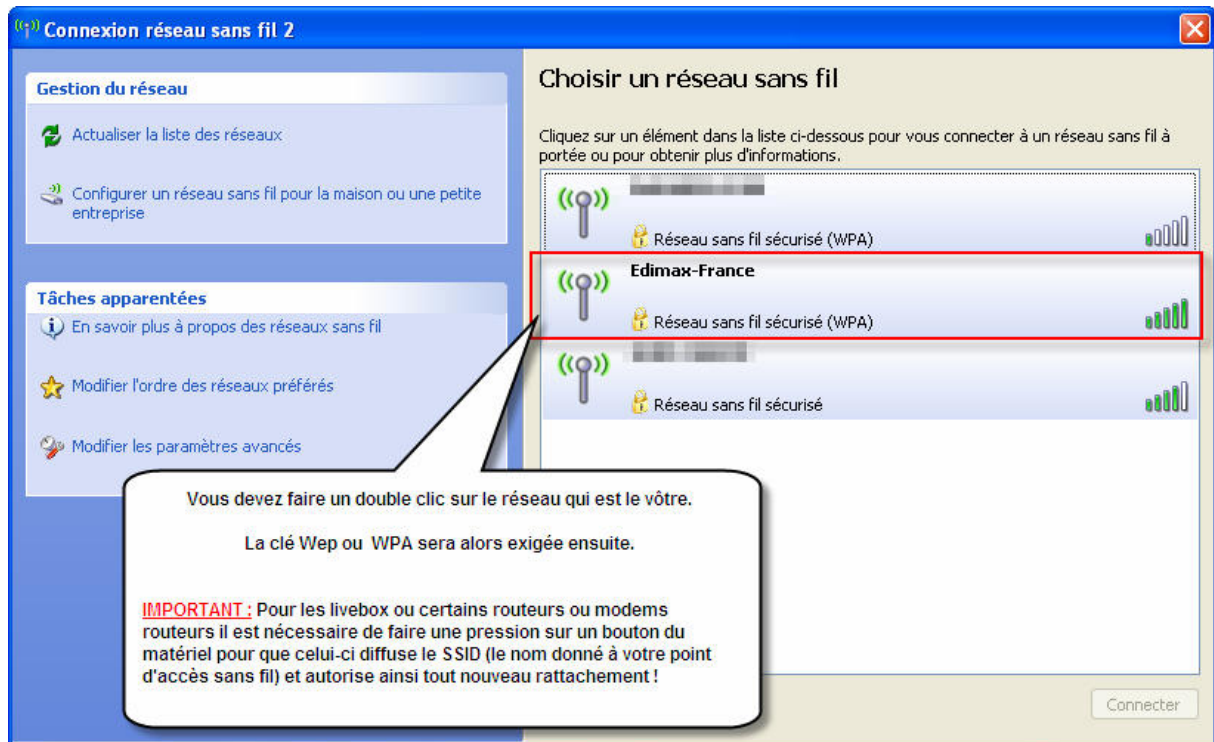 Connexion réseau sans fil 2
Gestion du réseau
Actualiser la liste des réseaux
Configurer un réseau sans fil pour la maison ou une petite
entreprise
Tâches apparentées
En savoir plus à propos des réseaux sans fil
Modifier l'ordre des réseaux préférés
Modifier les paramètres avancés
Choisir un réseau sans fil
Cliquez sur un élément dans la liste ci-dessous pour vous connecter à un réseau sans fil à
portée ou pour obtenir plus d'informations.
Réseau sans fil sécurisé (WPA)
Edimax-France
Réseau sans fil sécurisé (WPA)
Réseau sans fil sécurisé
Vous devez faire un double clic sur le réseau qui est le vôtre.
La clé Wep ou WPA sera alors exigée ensuite.
IMPORTANT : Pour les livebox ou certains routeurs ou modems
routeurs il est nécessaire de faire une pression sur un bouton du
matériel pour que celui-ci diffuse le SSID (le nom donné à votre point
d'accès sans fil) et autorise ainsi tout nouveau rattachement !
Connecter